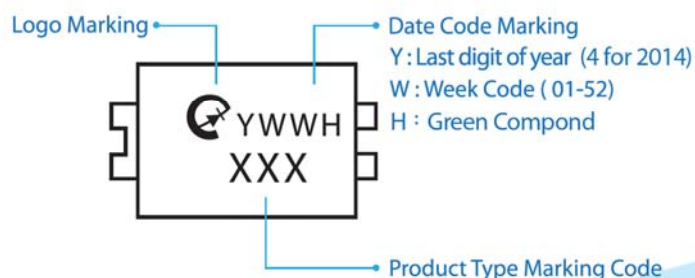 Logo Marking
Date Code Marking
Y : Last digit of year (4 for 2014)
W : Week Code ( 01-52)
H : Green Compond
YWWH
XXX
Product Type Marking Code